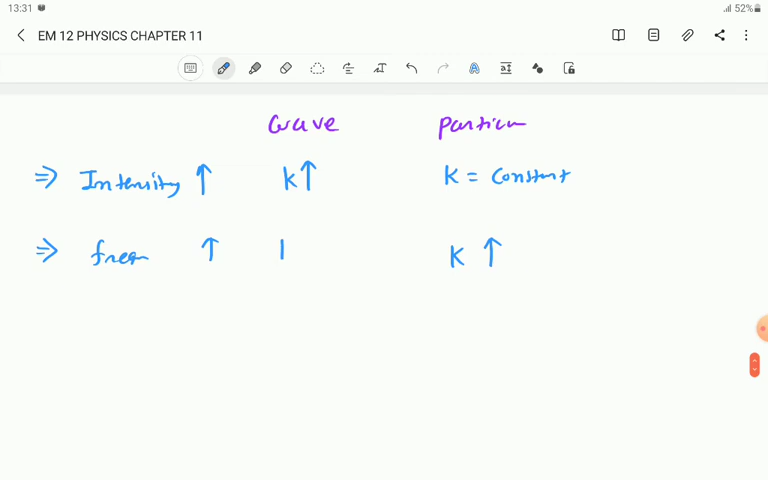 13:31 52%
EM 12 PHYSICS CHAPTER 11
wave particle
⇒ Intensity ↑ K↑ K = constant
⇒ freq ↑ K ↑